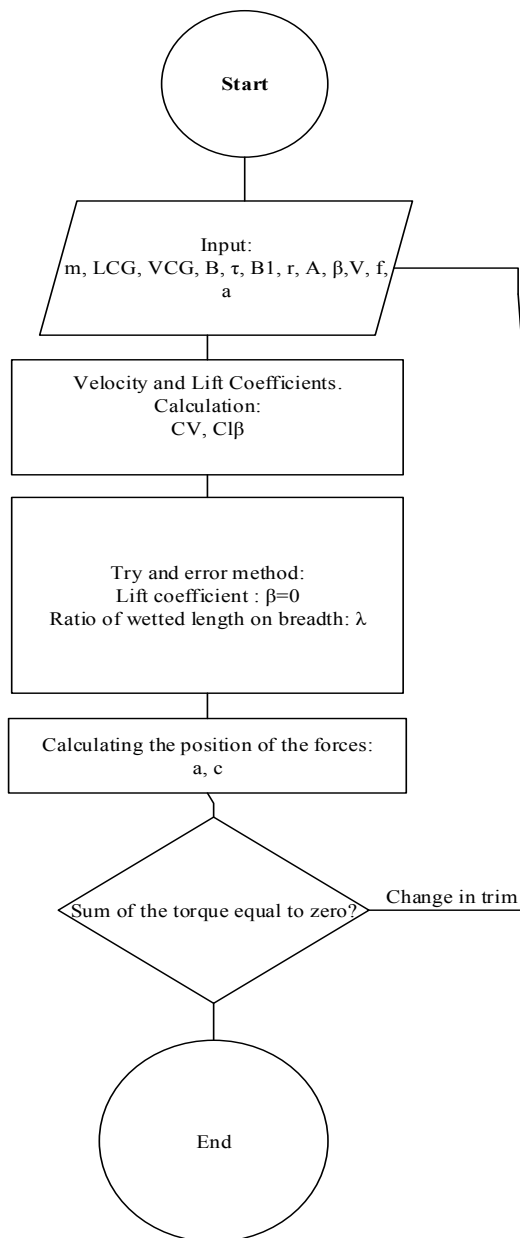 Start
Input:
m, LCG, VCG, B, τ, B1, r, A, β,V, f,
a
Velocity and Lift Coefficients.
Calculation:
CV, Clβ
Try and error method:
Lift coefficient : β=0
Ratio of wetted length on breadth: λ
Calculating the position of the forces:
a, c
Sum of the torque equal to zero?
Change in trim
End